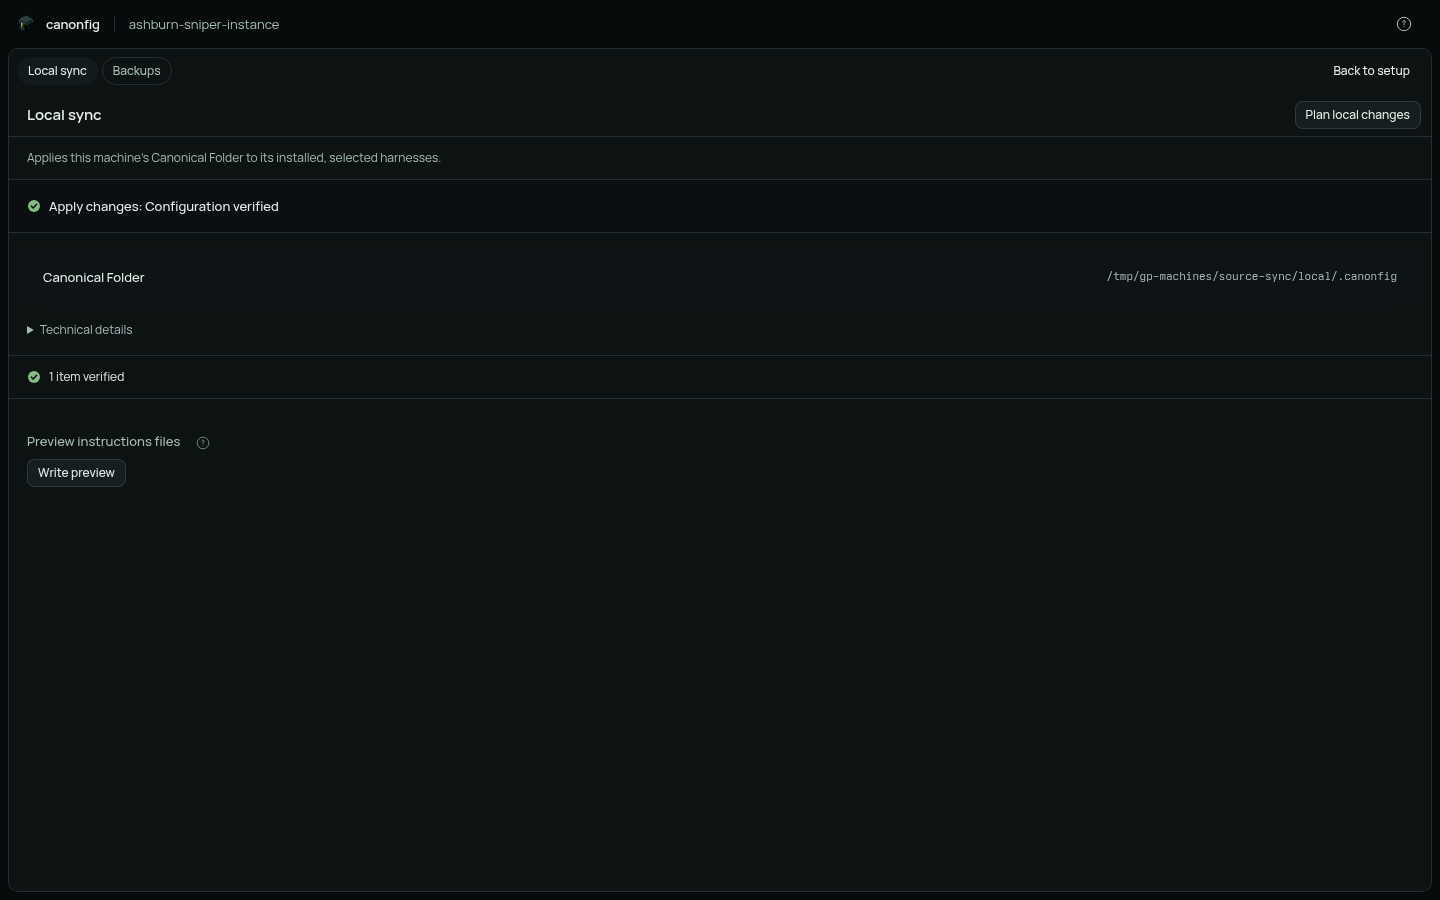 canonfig
ashburn-sniper-instance
?
Local sync
Backups
Back to setup
Local sync
Plan local changes
Applies this machine's Canonical Folder to its installed, selected harnesses.
Apply changes: Configuration verified
Canonical Folder
/tmp/gp-machines/source-sync/local/.canonfig
Technical details
1 item verified
Preview instructions files
?
Write preview